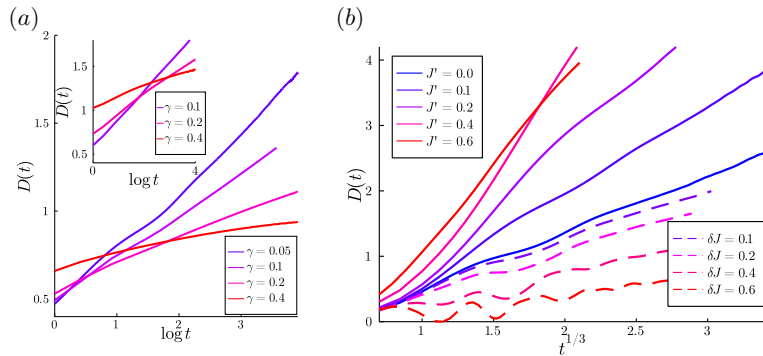 (a)
2
1.5
1
0.5
D(t)
0
1
2
3
log t
1.5
1
0.5
D(t)
0
4
log t
γ = 0.1
γ = 0.2
γ = 0.4
γ = 0.05
γ = 0.1
γ = 0.2
γ = 0.4
(b)
4
3
2
1
0
D(t)
1
1.5
2
2.5
3
t^{1/3}
J' = 0.0
J' = 0.1
J' = 0.2
J' = 0.4
J' = 0.6
δJ = 0.1
δJ = 0.2
δJ = 0.4
δJ = 0.6